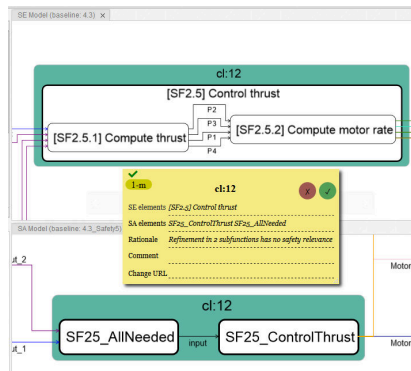 SE Model (baseline: 4.3) x
cl:12
[SF2.5] Control thrust
P2
[SF2.5.1] Compute thrust
P3
P1
[SF2.5.2] Compute motor rate
P4
1-m
cl:12
x ✓
SE elements [SF2.5] Control thrust
SA elements SF25_ControlThrust SF25_AllNeeded
Rationale Refinement in 2 subfunctions has no safety relevance
Comment
Change URL
SA Model (baseline: 4.3_Safety5)
ut_2
Motor
cl:12
SF25_AllNeeded
input
SF25_ControlThrust
ut_1
Motor